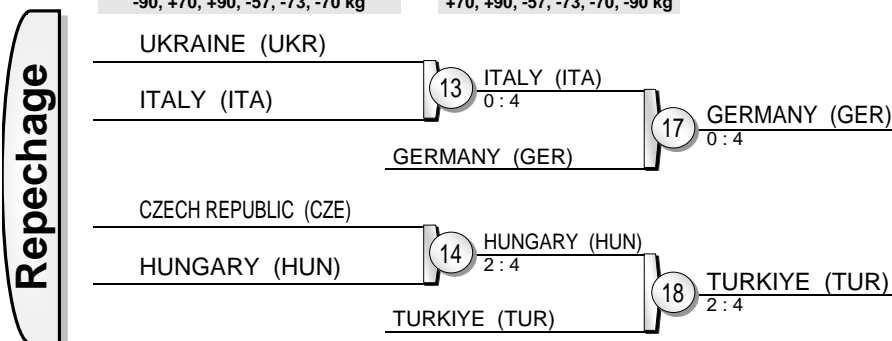 -90, +70, +90, -57, -73, -70 kg
+70, +90, -57, -73, -70, -90 kg
Repechage
UKRAINE (UKR)
ITALY (ITA)
13
ITALY (ITA)
0 : 4
GERMANY (GER)
17
GERMANY (GER)
0 : 4
CZECH REPUBLIC (CZE)
HUNGARY (HUN)
14
HUNGARY (HUN)
2 : 4
TURKIYE (TUR)
18
TURKIYE (TUR)
2 : 4